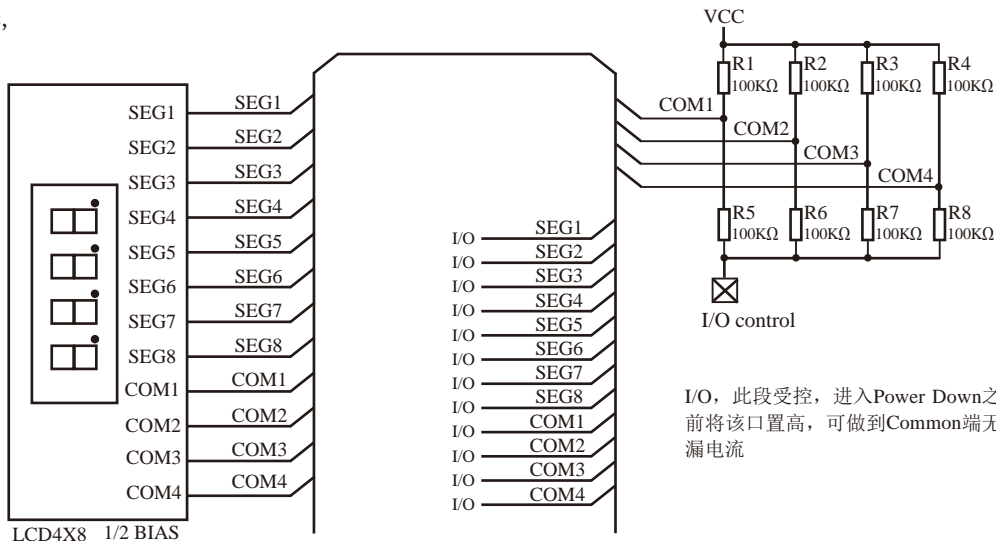 ,
VCC
R1
100KΩ
R2
100KΩ
R3
100KΩ
R4
100KΩ
COM1
COM2
COM3
COM4
R5
100KΩ
R6
100KΩ
R7
100KΩ
R8
100KΩ
I/O control
I/O，此段受控，进入Power Down之
前将该口置高，可做到Common端无
漏电流
SEG1 SEG1
SEG2 SEG2
SEG3 SEG3
SEG4 SEG4
SEG5 SEG5
SEG6 SEG6
SEG7 SEG7
SEG8 SEG8
COM1 COM1
COM2 COM2
COM3 COM3
COM4 COM4
LCD4X8 1/2 BIAS
I/O SEG1
I/O SEG2
I/O SEG3
I/O SEG4
I/O SEG5
I/O SEG6
I/O SEG7
I/O SEG8
I/O COM1
I/O COM2
I/O COM3
I/O COM4